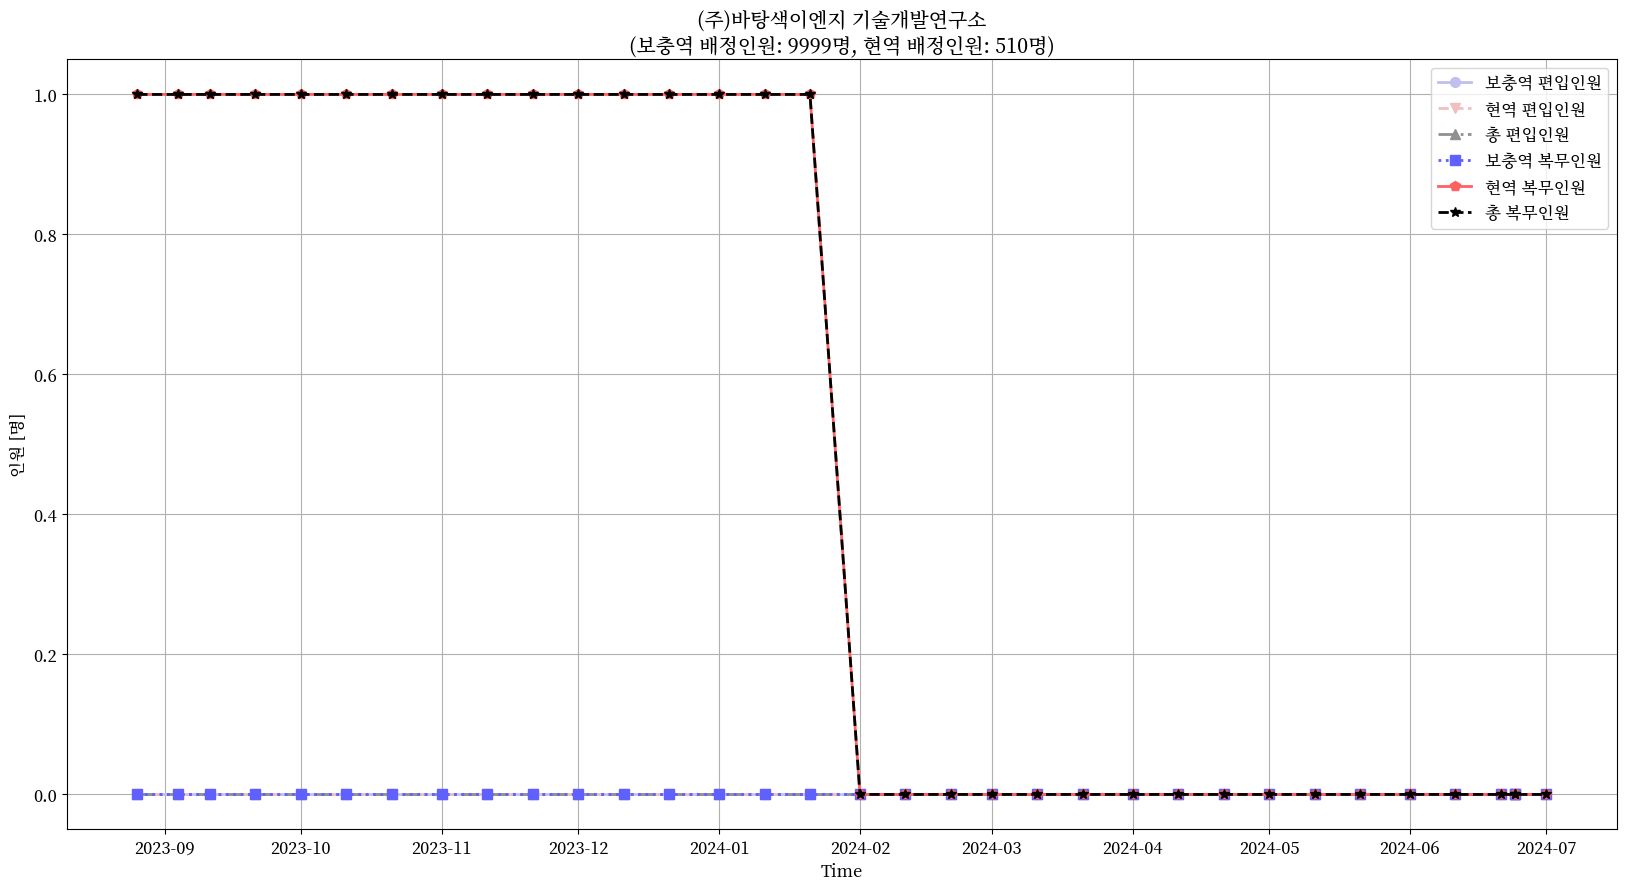 (주)바탕색이엔지 기술개발연구소
(보충역 배정인원: 9999명, 현역 배정인원: 510명)
보충역 편입인원
현역 편입인원
총 편입인원
보충역 복무인원
현역 복무인원
총 복무인원
1.0
0.8
0.6
0.4
0.2
0.0
인원 [명]
2023-09 2023-10 2023-11 2023-12 2024-01 2024-02 2024-03 2024-04 2024-05 2024-06 2024-07
Time